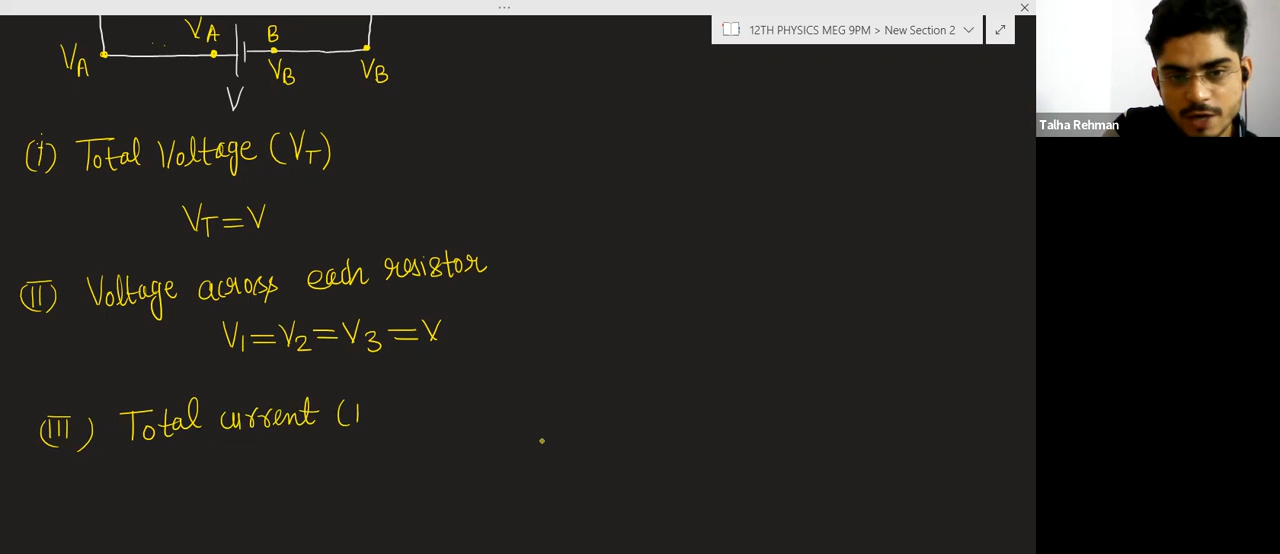 12TH PHYSICS MEG 9PM > New Section 2
Talha Rehman
VA B
VA VB VB
V
(i) Total Voltage (VT)
VT = V
(II) Voltage across each resistor
V1 = V2 = V3 = V
(III) Total current (I